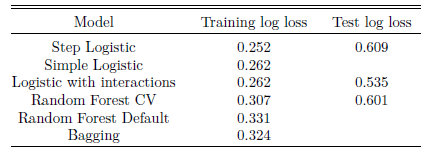 Model Training log loss Test log loss
Step Logistic 0.252 0.609
Simple Logistic 0.262
Logistic with interactions 0.262 0.535
Random Forest CV 0.307 0.601
Random Forest Default 0.331
Bagging 0.324